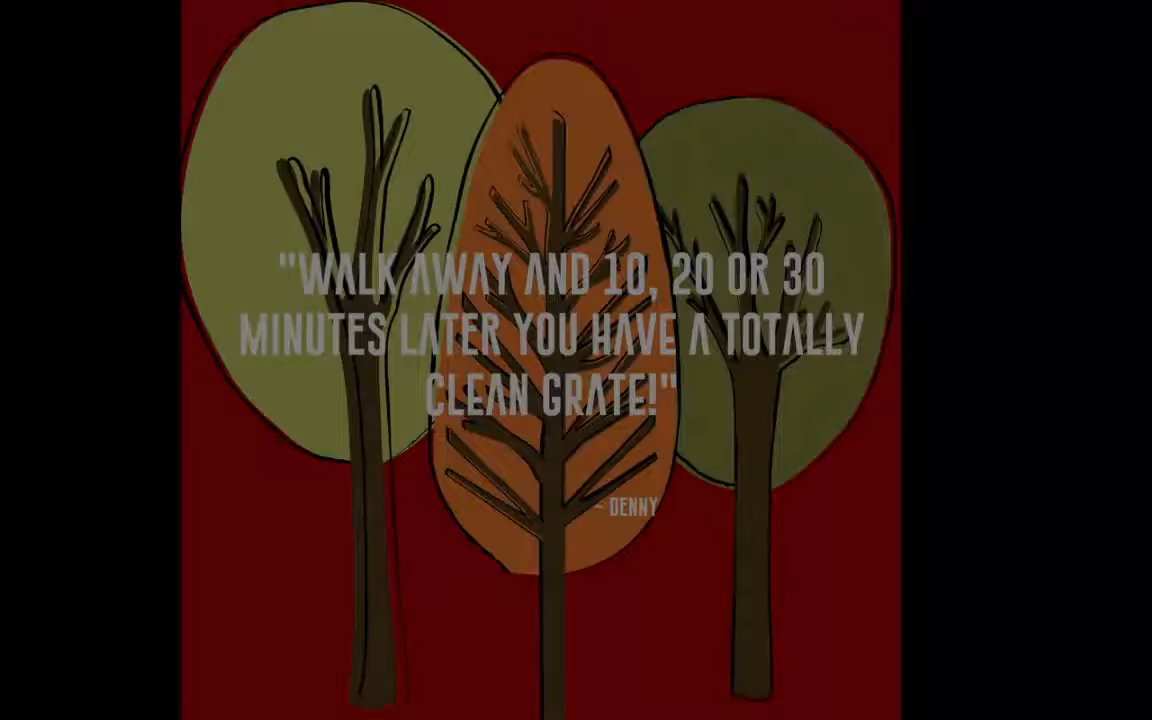 "WALK AWAY AND 10, 20 OR 30
MINUTES LATER YOU HAVE A TOTALLY
CLEAN GRATE!"
- DENNY